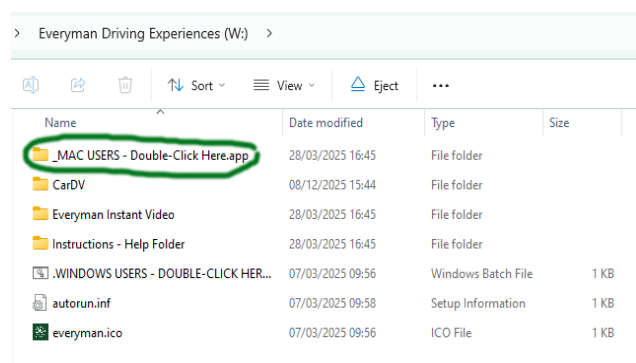 Everyman Driving Experiences (W:)
Sort View Eject ...
Name Date modified Type Size
_MAC USERS - Double-Click Here.app 28/03/2025 16:45 File folder
CarDV 08/12/2025 15:44 File folder
Everyman Instant Video 28/03/2025 16:45 File folder
Instructions - Help Folder 28/03/2025 16:45 File folder
.WINDOWS USERS - DOUBLE-CLICK HER... 07/03/2025 09:56 Windows Batch File 1 KB
autorun.inf 07/03/2025 09:58 Setup Information 1 KB
everyman.ico 07/03/2025 09:56 ICO File 1 KB